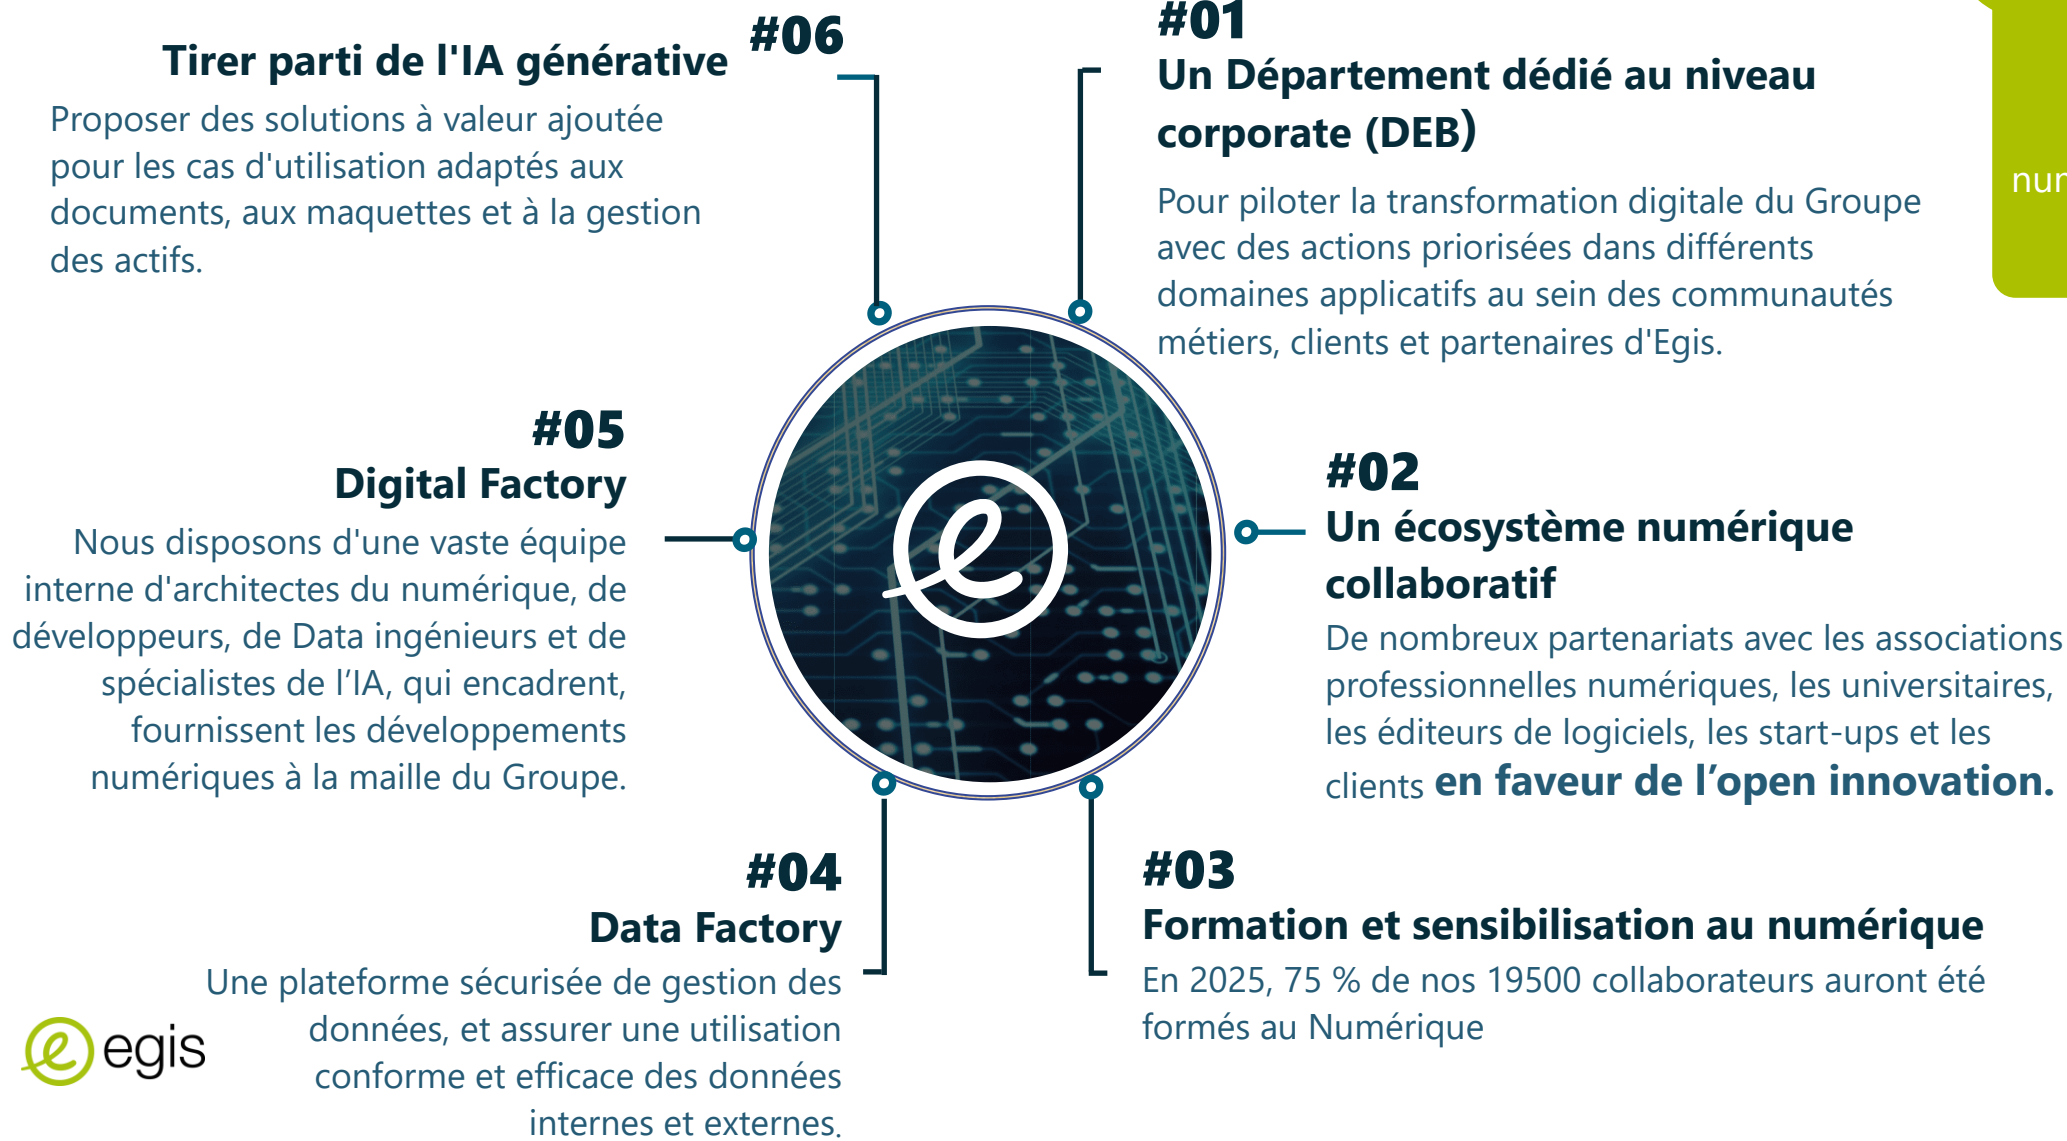 #01
Un Département dédié au niveau
corporate (DEB)
Pour piloter la transformation digitale du Groupe
avec des actions priorisées dans différents
domaines applicatifs au sein des communautés
métiers, clients et partenaires d'Egis.
#02
Un écosystème numérique
collaboratif
De nombreux partenariats avec les associations
professionnelles numériques, les universitaires,
les éditeurs de logiciels, les start-ups et les
clients en faveur de l’open innovation.
#03
Formation et sensibilisation au numérique
En 2025, 75 % de nos 19500 collaborateurs auront été
formés au Numérique
#04
Data Factory
Une plateforme sécurisée de gestion des
données, et assurer une utilisation
conforme et efficace des données
internes et externes.
#05
Digital Factory
Nous disposons d'une vaste équipe
interne d'architectes du numérique, de
développeurs, de Data ingénieurs et de
spécialistes de l’IA, qui encadrent,
fournissent les développements
numériques à la maille du Groupe.
#06
Tirer parti de l'IA générative
Proposer des solutions à valeur ajoutée
pour les cas d'utilisation adaptés aux
documents, aux maquettes et à la gestion
des actifs.
egis